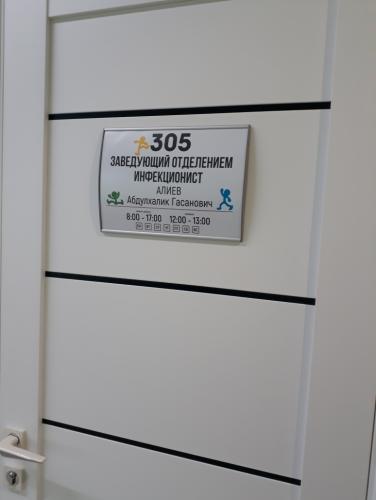 305
ЗАВЕДУЮЩИЙ ОТДЕЛЕНИЕМ
ИНФЕКЦИОНИСТ
АЛИЕВ
Абдулхалик Гасанович
8:00 - 17:00 12:00 - 13:00